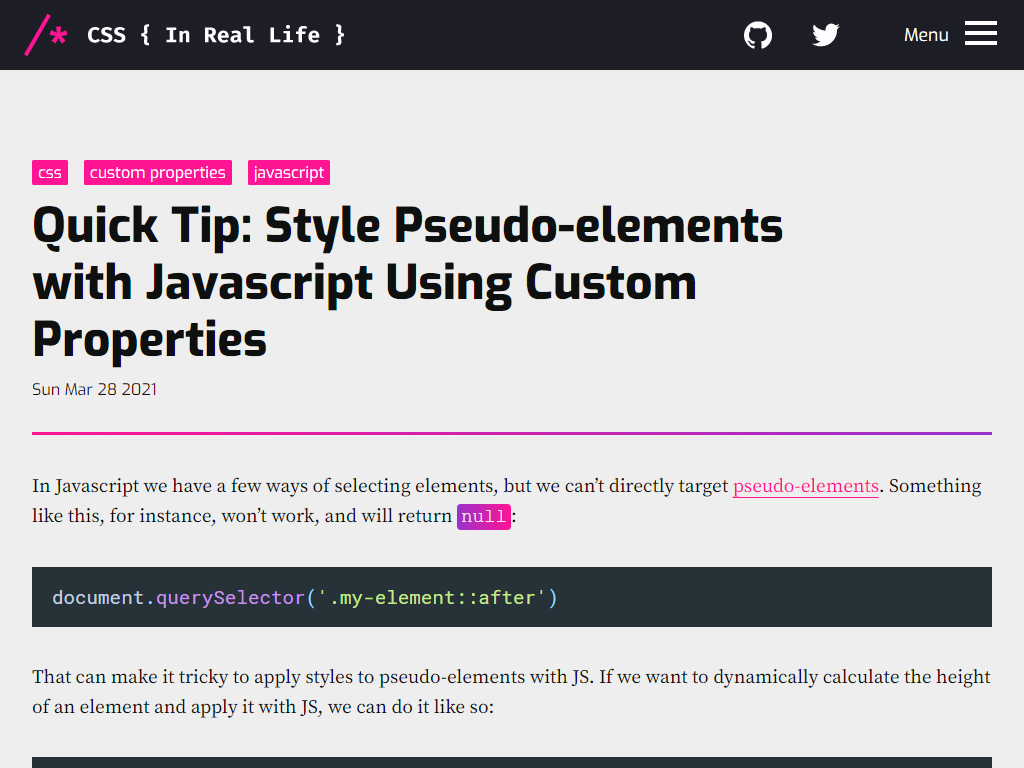 /* CSS { In Real Life }
Menu
css custom properties javascript
Quick Tip: Style Pseudo-elements
with Javascript Using Custom
Properties
Sun Mar 28 2021
In Javascript we have a few ways of selecting elements, but we can’t directly target pseudo-elements. Something
like this, for instance, won’t work, and will return null:
document.querySelector('.my-element::after')
That can make it tricky to apply styles to pseudo-elements with JS. If we want to dynamically calculate the height
of an element and apply it with JS, we can do it like so: